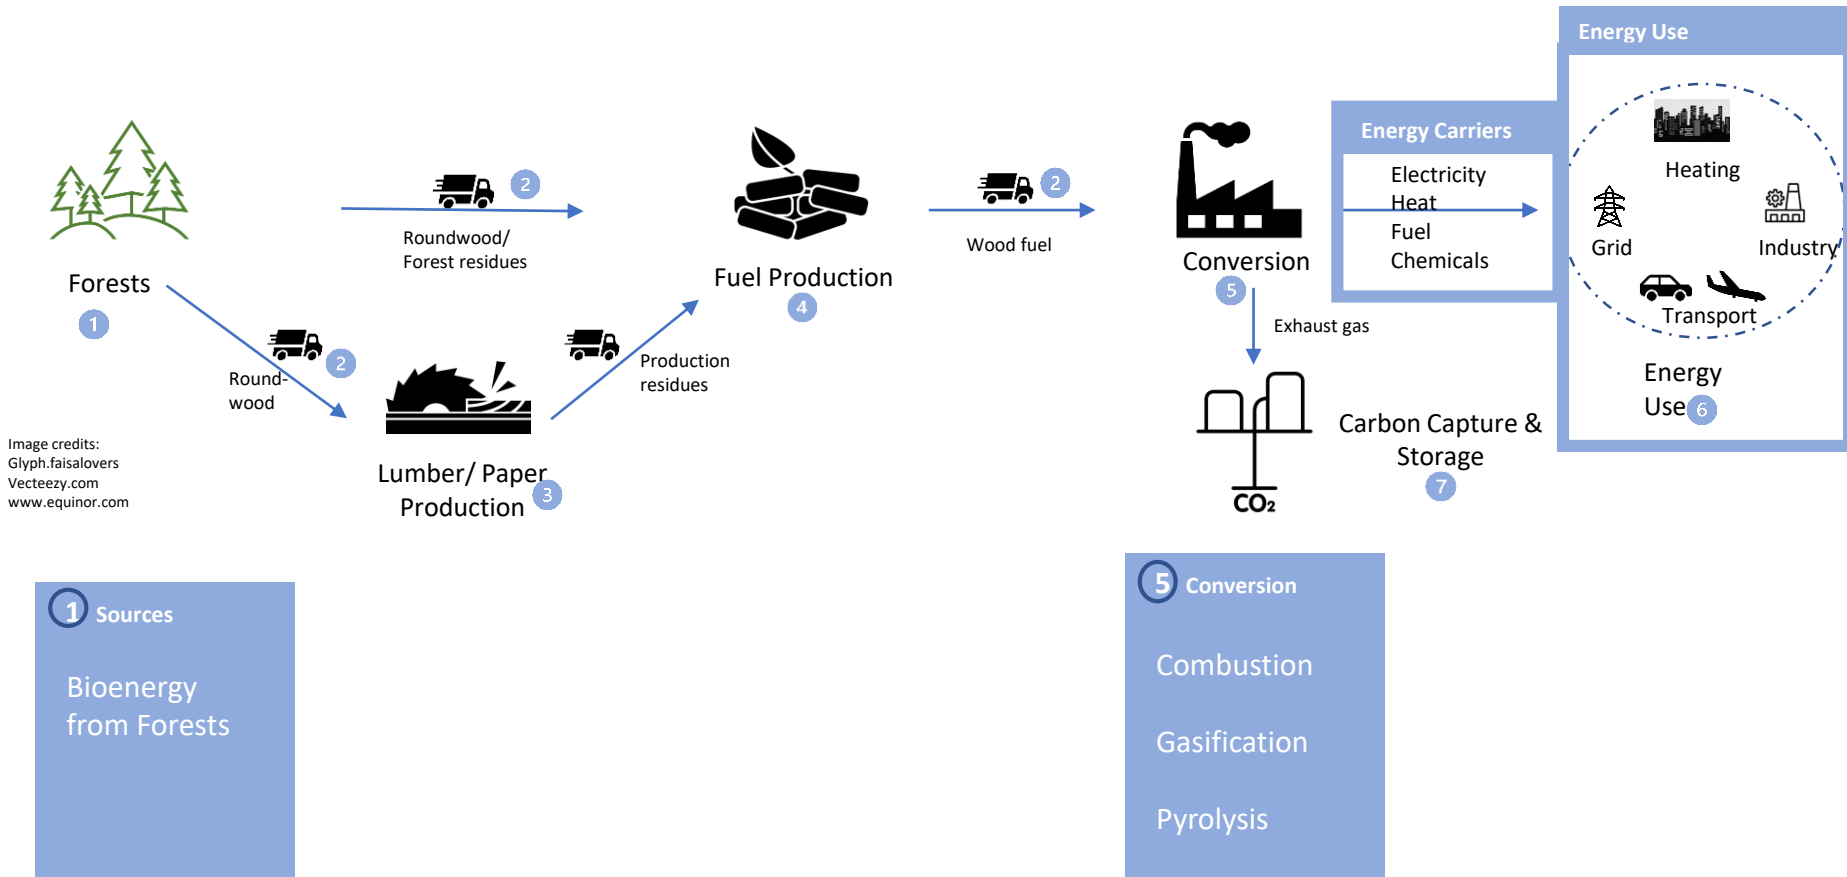 Energy Use
Energy Carriers
Electricity
Heat
Fuel
Chemicals
Heating
Grid
Industry
Transport
Energy
Use
6
2
Roundwood/
Forest residues
2
Wood fuel
Forests
1
Fuel Production
4
Conversion
5
Exhaust gas
2
Round-
wood
Production
residues
Image credits:
Glyph.faisalovers
Vecteezy.com
www.equinor.com
Lumber/ Paper
Production
3
Carbon Capture &
Storage
7
CO₂
1 Sources
Bioenergy
from Forests
5 Conversion
Combustion
Gasification
Pyrolysis